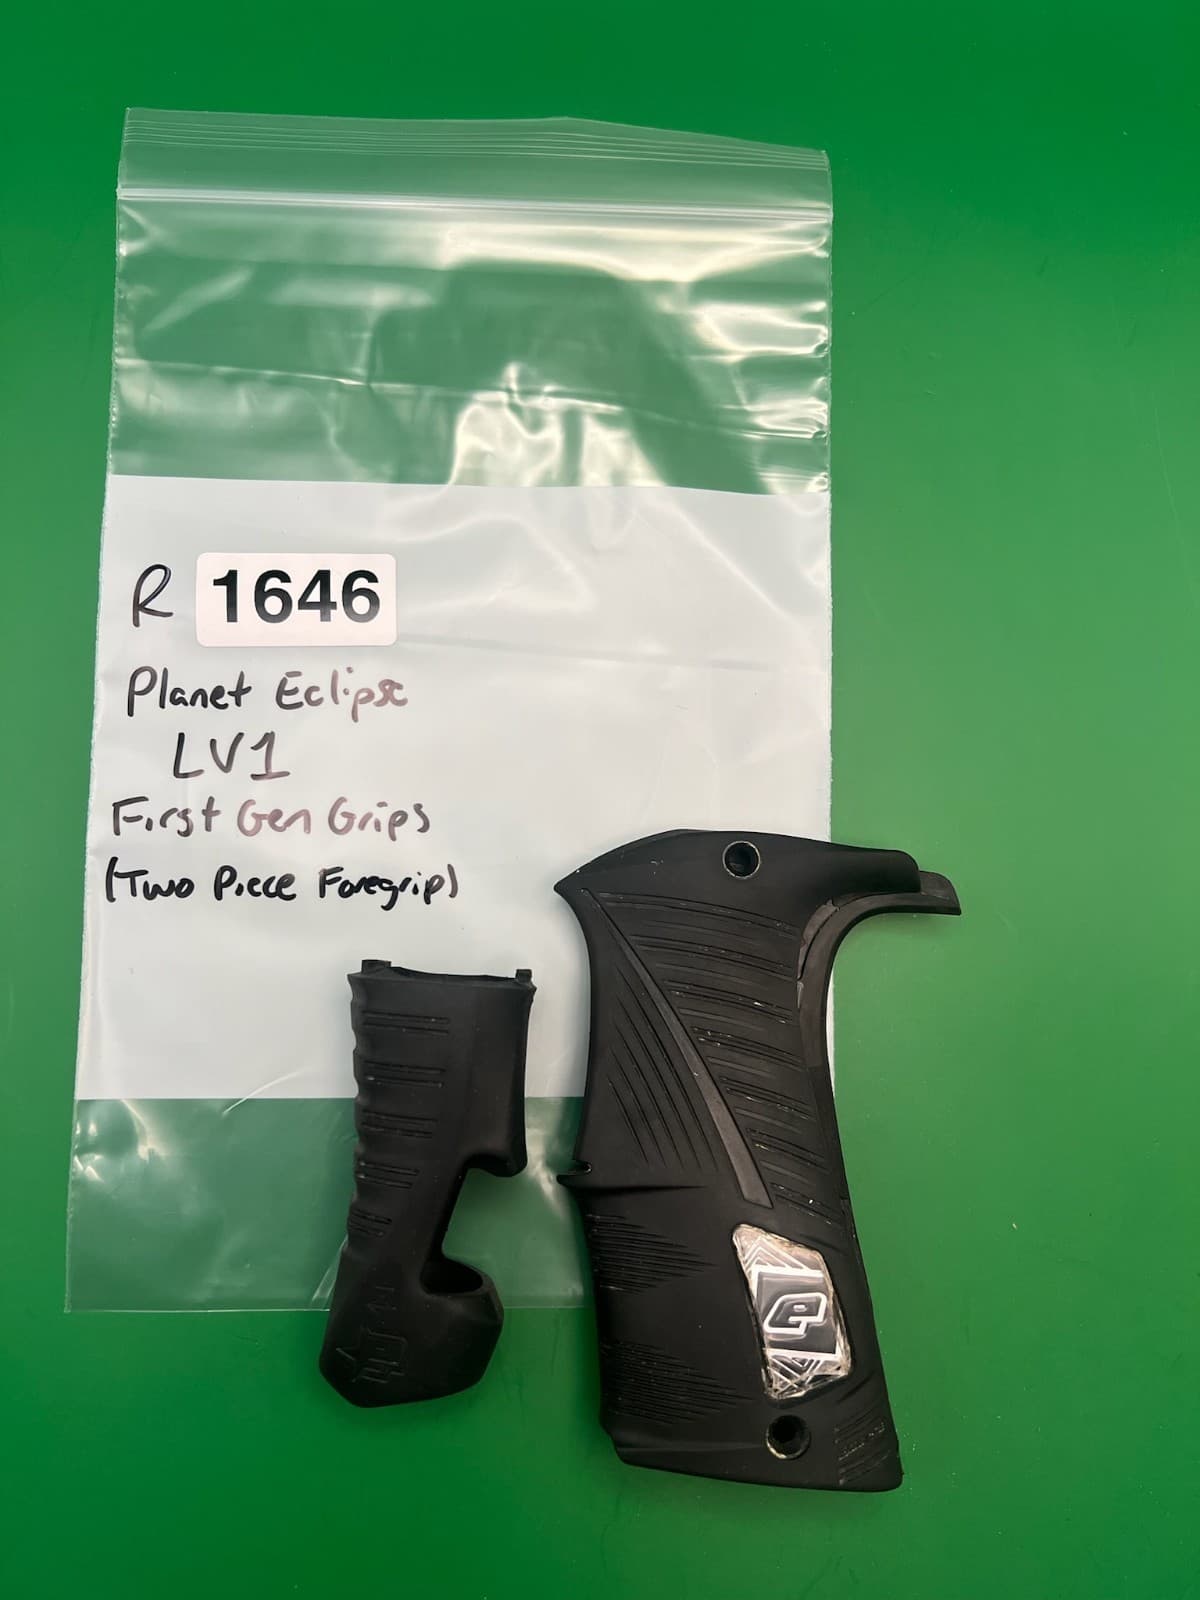 R 1646
Planet Eclipse
LV1
First Gen Grips
(Two Piece Foregrip)
e